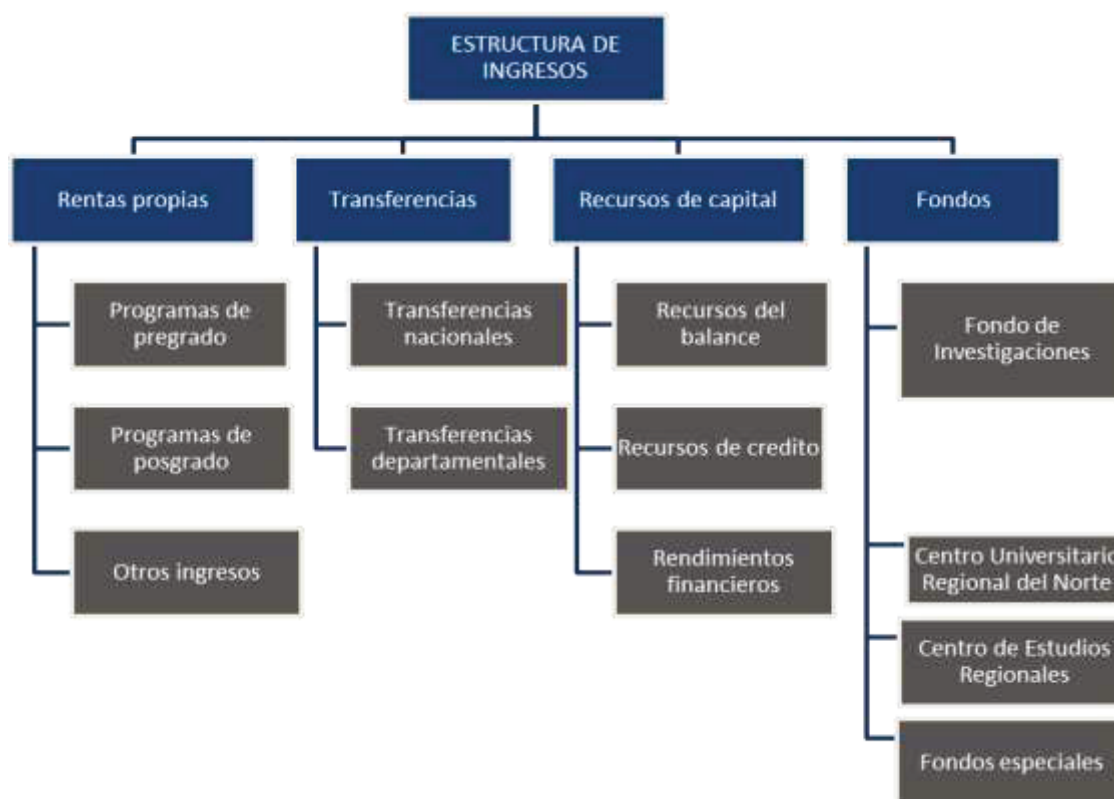 ESTRUCTURA DE
INGRESOS
Rentas propias
Transferencias
Recursos de capital
Fondos
Programas de
pregrado
Programas de
posgrado
Otros ingresos
Transferencias
nacionales
Transferencias
departamentales
Recursos del
balance
Recursos de credito
Rendimientos
financieros
Fondo de
Investigaciones
Centro Universitario
Regional del Norte
Centro de Estudios
Regionales
Fondos especiales